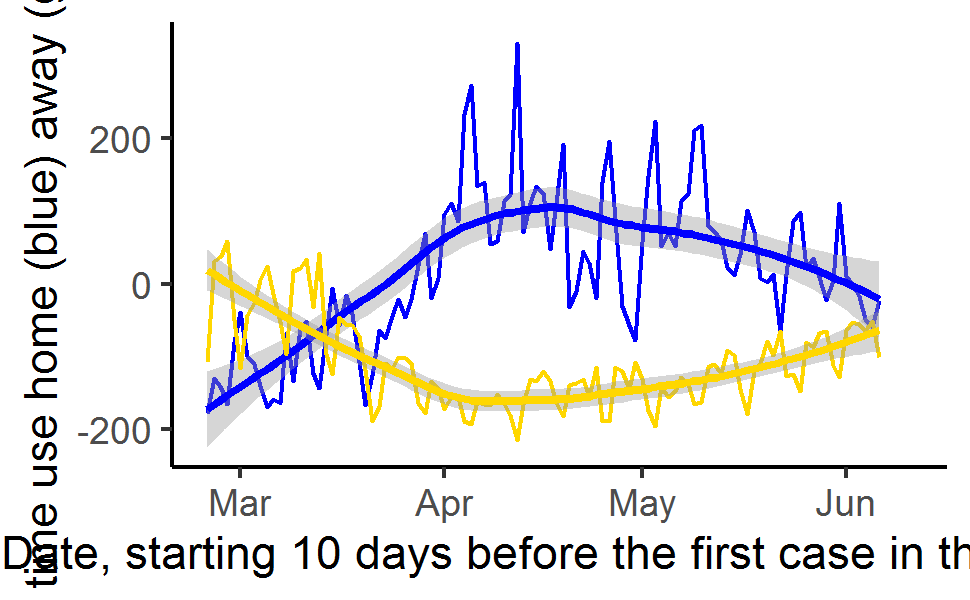 time use home (blue) away (
200
0
-200
Mar Apr May Jun
Date, starting 10 days before the first case in th